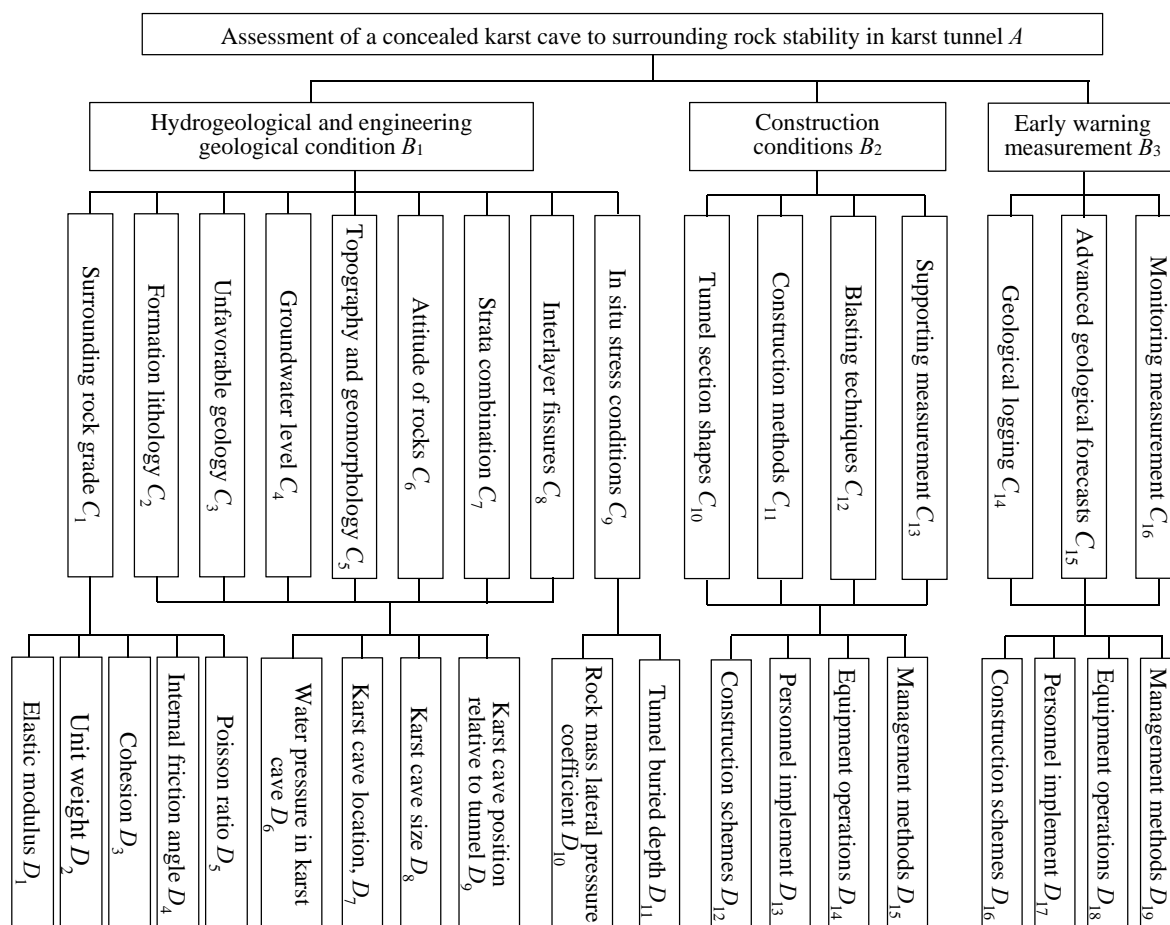 Assessment of a concealed karst cave to surrounding rock stability in karst tunnel A
Hydrogeological and engineering
geological condition B₁
Construction
conditions B₂
Early warning
measurement B₃
Surrounding rock grade C₁
Formation lithology C₂
Unfavorable geology C₃
Groundwater level C₄
Topography and geomorphology C₅
Attitude of rocks C₆
Strata combination C₇
Interlayer fissures C₈
In situ stress conditions C₉
Tunnel section shapes C₁₀
Construction methods C₁₁
Blasting techniques C₁₂
Supporting measurement C₁₃
Geological logging C₁₄
Advanced geological forecasts C₁₅
Monitoring measurement C₁₆
Elastic modulus D₁
Unit weight D₂
Cohesion D₃
Internal friction angle D₄
Poisson ratio D₅
Water pressure in karst
cave D₆
Karst cave location, D₇
Karst cave size D₈
Karst cave position
relative to tunnel D₉
Rock mass lateral pressure
coefficient D₁₀
Tunnel buried depth D₁₁
Construction schemes D₁₂
Personnel implement D₁₃
Equipment operations D₁₄
Management methods D₁₅
Construction schemes D₁₆
Personnel implement D₁₇
Equipment operations D₁₈
Management methods D₁₉